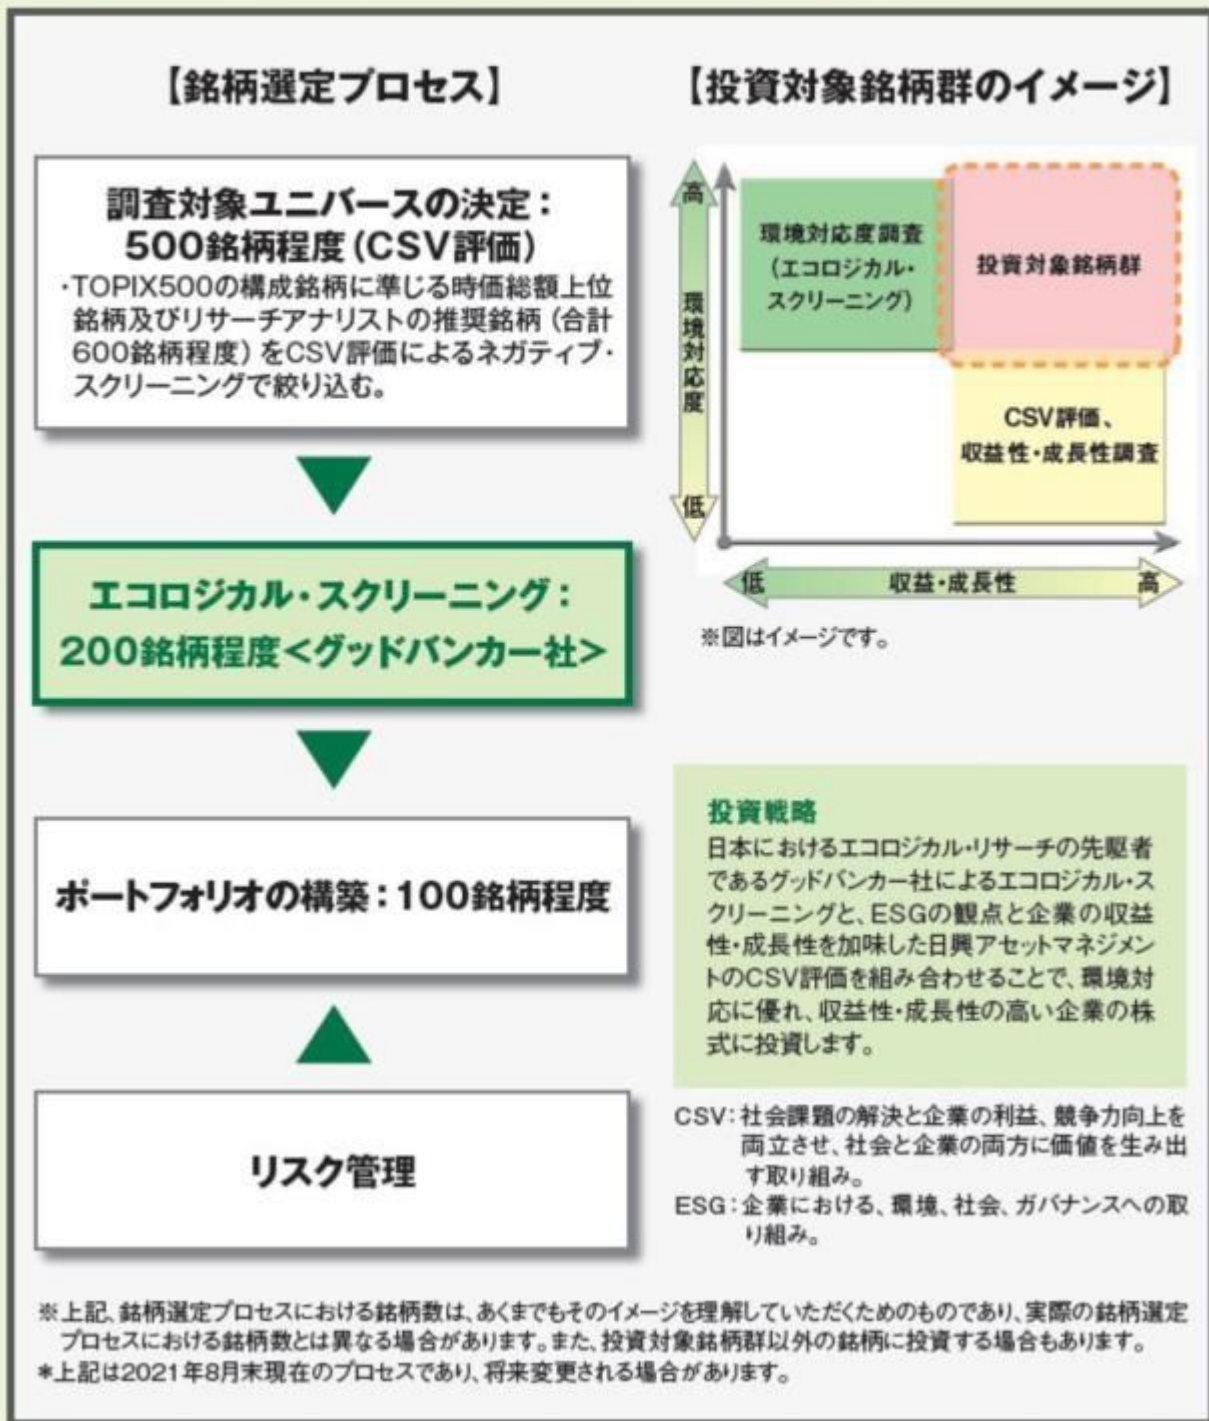 【銘柄選定プロセス】
調査対象ユニバースの決定：
500銘柄程度（CSV評価）
・TOPIX500の構成銘柄に準じる時価総額上位
銘柄及びリサーチアナリストの推奨銘柄（合計
600銘柄程度）をCSV評価によるネガティブ・
スクリーニングで絞り込む。
エコロジカル・スクリーニング：
200銘柄程度＜グッドバンカー社＞
ポートフォリオの構築：100銘柄程度
リスク管理
【投資対象銘柄群のイメージ】
高
環境対応度
低
環境対応度調査
（エコロジカル・
スクリーニング）
投資対象銘柄群
CSV評価、
収益性・成長性調査
低 収益・成長性 高
※図はイメージです。
投資戦略
日本におけるエコロジカル・リサーチの先駆者
であるグッドバンカー社によるエコロジカル・ス
クリーニングと、ESGの観点と企業の収益
性・成長性を加味した日興アセットマネジメン
トのCSV評価を組み合わせることで、環境対
応に優れ、収益性・成長性の高い企業の株
式に投資します。
CSV：社会課題の解決と企業の利益、競争力向上を
両立させ、社会と企業の両方に価値を生み出
す取り組み。
ESG：企業における、環境、社会、ガバナンスへの取
り組み。
※上記、銘柄選定プロセスにおける銘柄数は、あくまでもそのイメージを理解していただくためのものであり、実際の銘柄選定
プロセスにおける銘柄数とは異なる場合があります。また、投資対象銘柄群以外の銘柄に投資する場合もあります。
*上記は2021年8月末現在のプロセスであり、将来変更される場合があります。